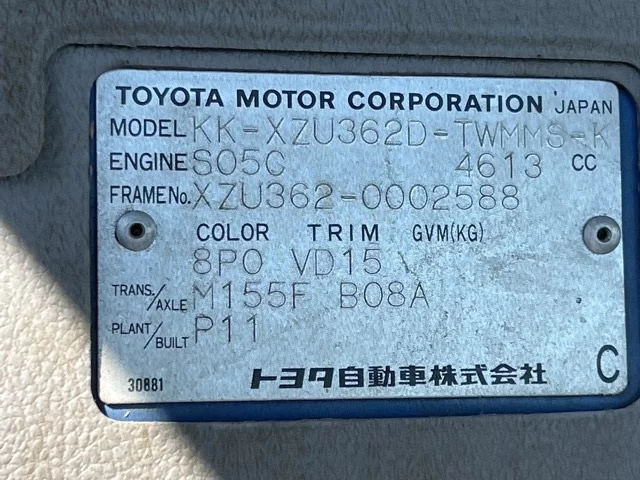 TOYOTA MOTOR CORPORATION JAPAN
MODEL KK-XZU362D-TWMMS-K
ENGINE S05C 4613 CC
FRAME No. XZU362-0002588
COLOR TRIM GVM(KG)
8P0 VD15 \
TRANS./AXLE M155F B08A
PLANT/BUILT P11
30881 トヨタ自動車株式会社 C